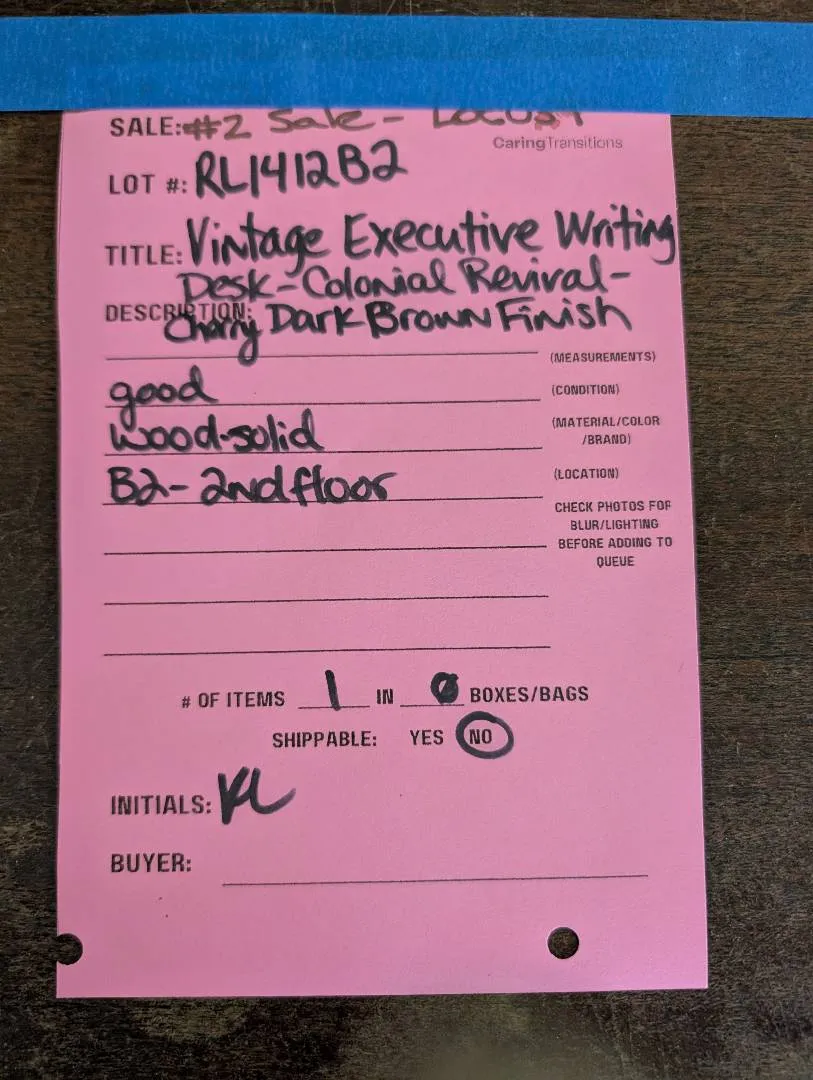 SALE: #2 Sale - Locust
CaringTransitions
LOT #: RL1412B2
TITLE: Vintage Executive Writing
Desk-Colonial Revival-
DESCRIPTION: Cherry Dark Brown Finish
(MEASUREMENTS)
good (CONDITION)
wood-solid (MATERIAL/COLOR
/BRAND)
B2- 2nd floor (LOCATION)
CHECK PHOTOS FOR
BLUR/LIGHTING
BEFORE ADDING TO
QUEUE
# OF ITEMS 1 IN 0 BOXES/BAGS
SHIPPABLE: YES NO
INITIALS: KL
BUYER: